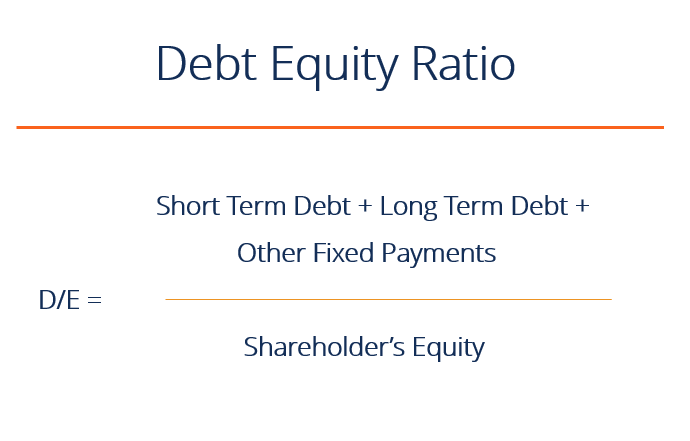 Debt Equity Ratio
Short Term Debt + Long Term Debt +
Other Fixed Payments
D/E =
Shareholder’s Equity